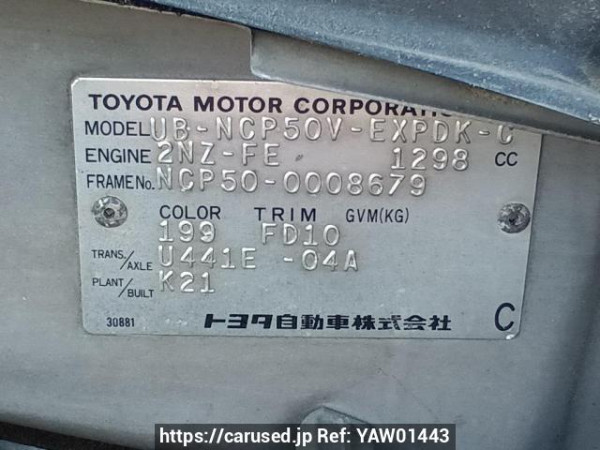 TOYOTA MOTOR CORPORATION
MODEL UB-NCP50V-EXPDK-C
ENGINE 2NZ-FE 1298 CC
FRAME No. NCP50-0008679
COLOR TRIM GVM(KG)
199 FD10
TRANS./AXLE U441E -04A
PLANT/BUILT K21
30881 トヨタ自動車株式会社 C
https://carused.jp Ref: YAW01443